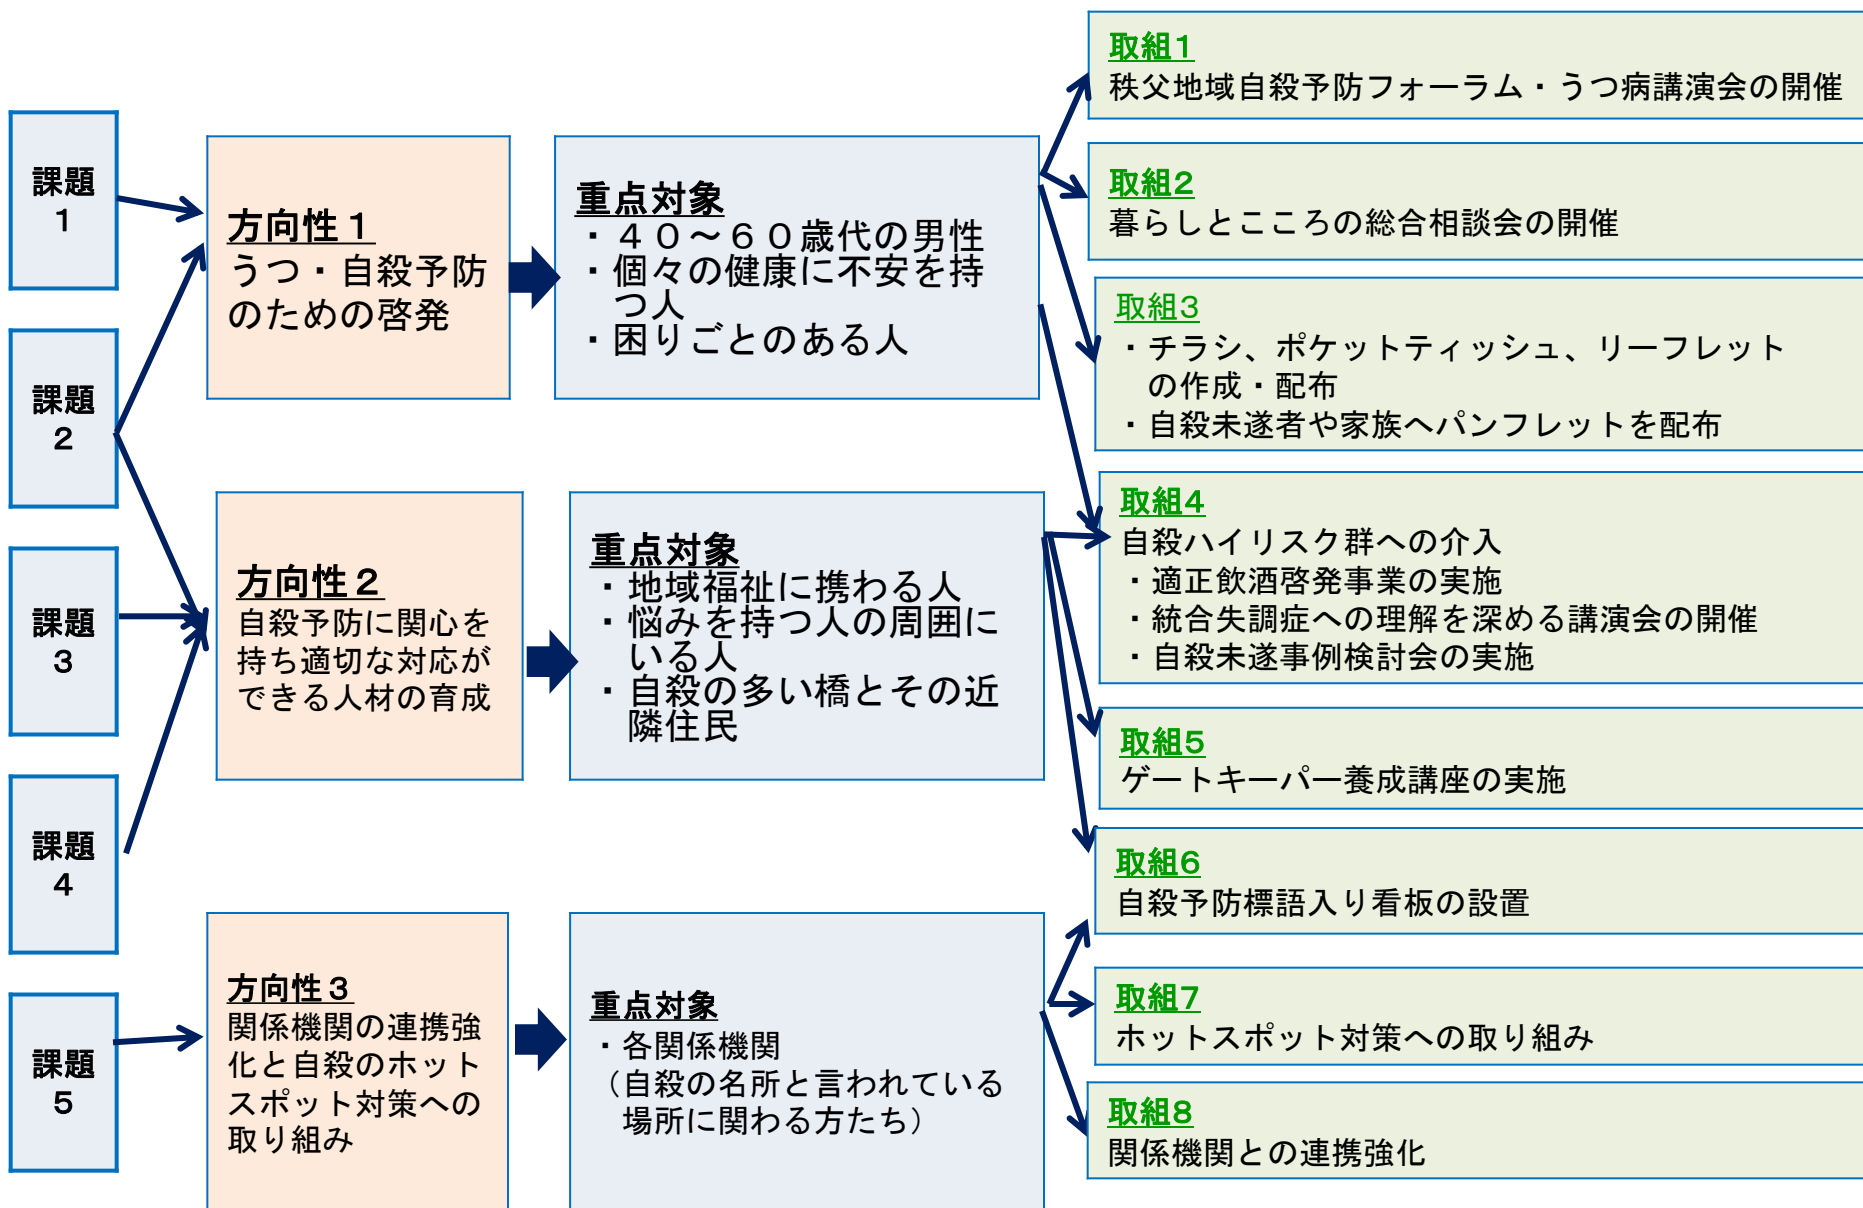 課題
1
課題
2
課題
3
課題
4
課題
5
方向性１
うつ・自殺予防
のための啓発
方向性２
自殺予防に関心を
持ち適切な対応が
できる人材の育成
方向性３
関係機関の連携強
化と自殺のホット
スポット対策への
取り組み
重点対象
・４０～６０歳代の男性
・個々の健康に不安を持
つ人
・困りごとのある人
重点対象
・地域福祉に携わる人
・悩みを持つ人の周囲に
いる人
・自殺の多い橋とその近
隣住民
重点対象
・各関係機関
（自殺の名所と言われている
場所に関わる方たち）
取組1
秩父地域自殺予防フォーラム・うつ病講演会の開催
取組2
暮らしとこころの総合相談会の開催
取組3
・チラシ、ポケットティッシュ、リーフレット
の作成・配布
・自殺未遂者や家族へパンフレットを配布
取組4
自殺ハイリスク群への介入
・適正飲酒啓発事業の実施
・統合失調症への理解を深める講演会の開催
・自殺未遂事例検討会の実施
取組5
ゲートキーパー養成講座の実施
取組6
自殺予防標語入り看板の設置
取組7
ホットスポット対策への取り組み
取組8
関係機関との連携強化